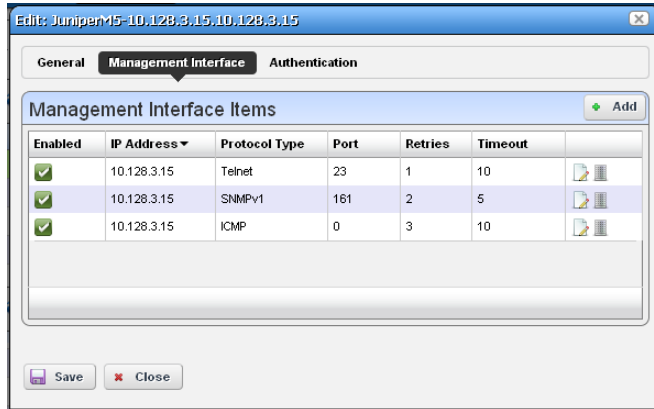 Edit: JuniperM5-10.128.3.15.10.128.3.15
General Management Interface Authentication
Management Interface Items Add
Enabled IP Address Protocol Type Port Retries Timeout
10.128.3.15 Telnet 23 1 10
10.128.3.15 SNMPv1 161 2 5
10.128.3.15 ICMP 0 3 10
Save Close